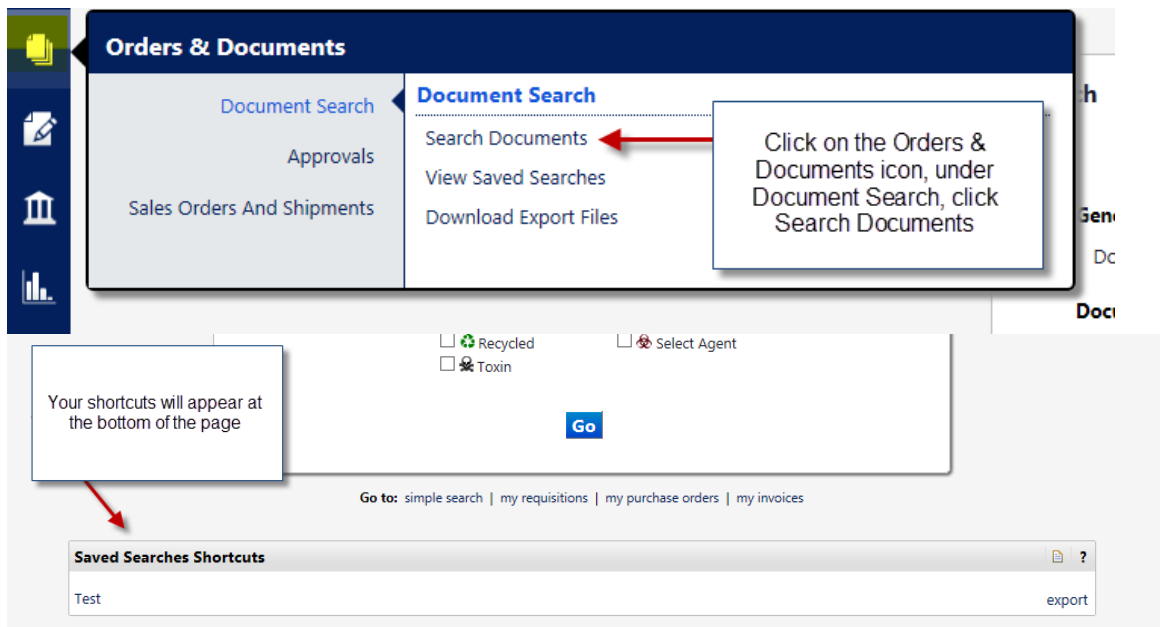 Orders & Documents
Document Search
Approvals
Sales Orders And Shipments
Document Search
Search Documents
View Saved Searches
Download Export Files
Click on the Orders &
Documents icon, under
Document Search, click
Search Documents
h
Gene
Do
Docu
Recycled
Select Agent
Toxin
Your shortcuts will appear at
the bottom of the page
Go
Go to: simple search | my requisitions | my purchase orders | my invoices
Saved Searches Shortcuts
?
Test
export